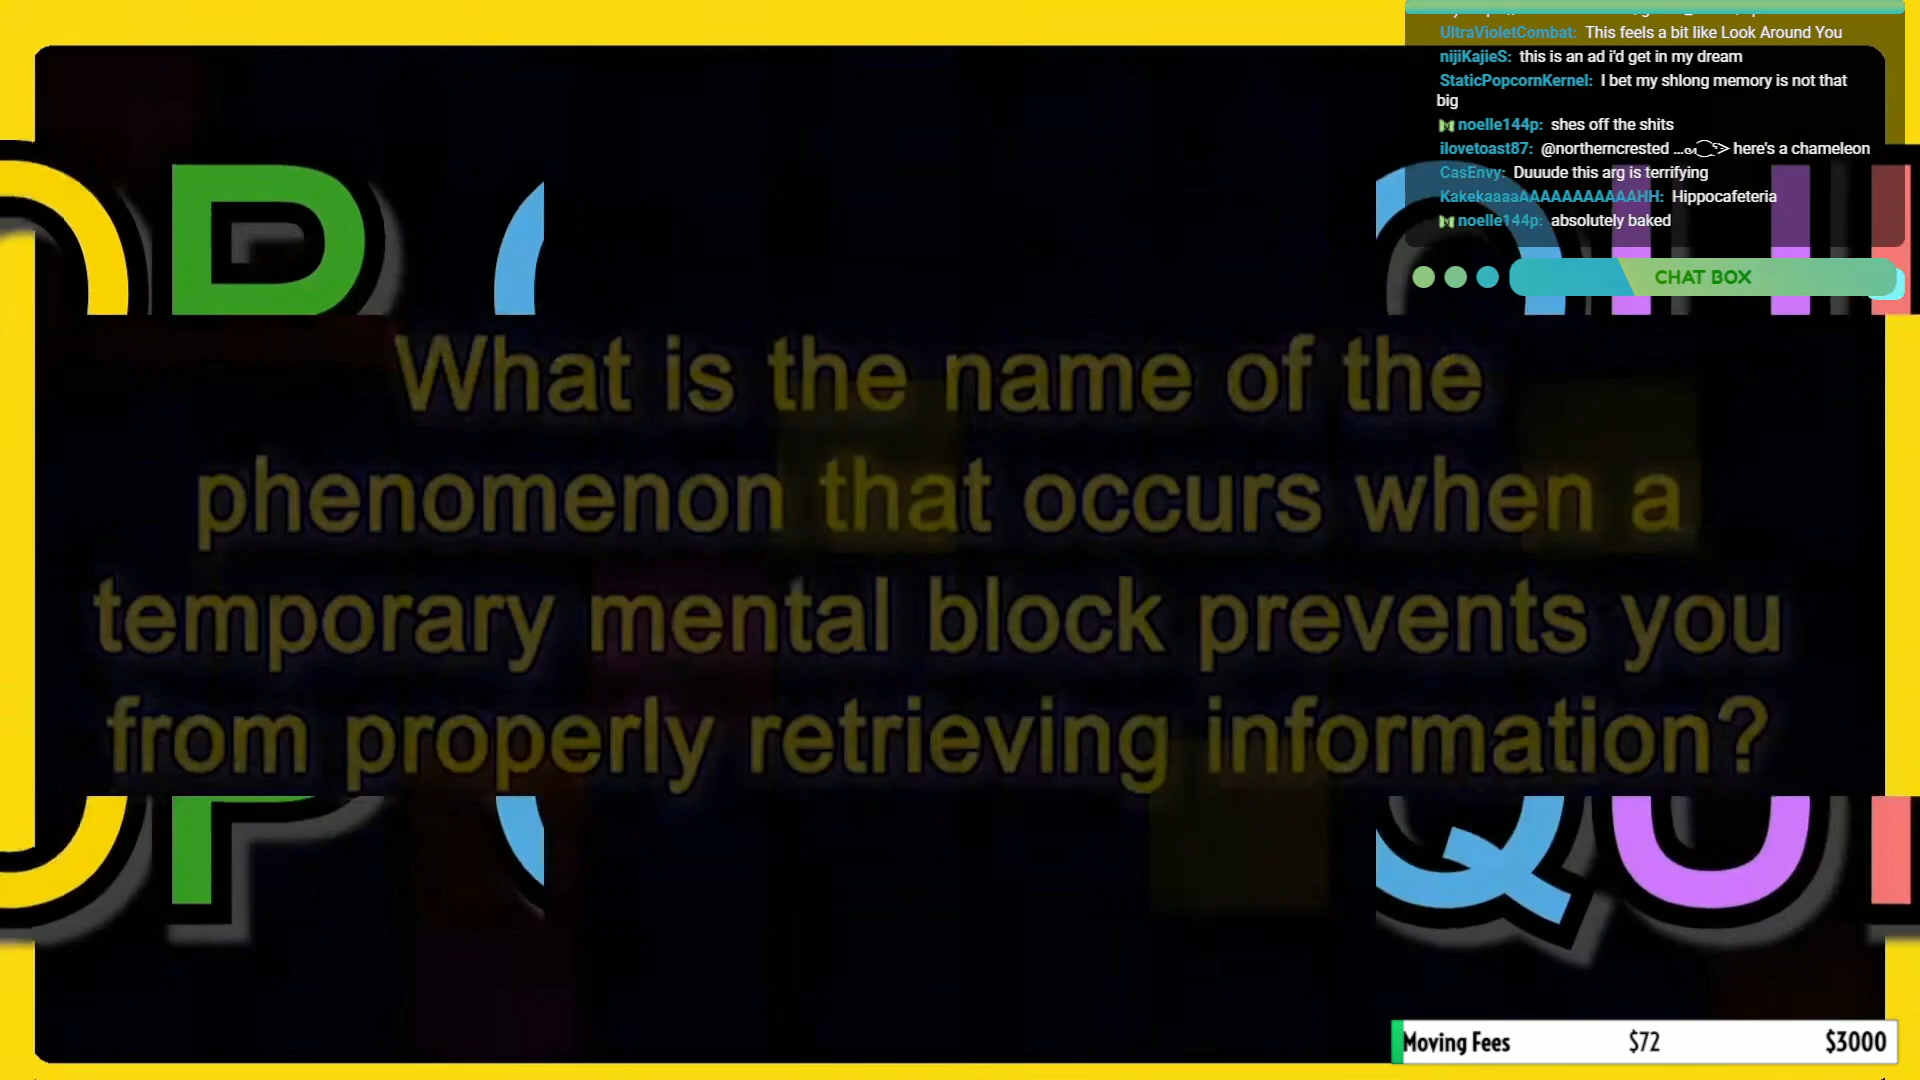 UltraVioletCombat: This feels a bit like Look Around You
nijiKajieS: this is an ad i'd get in my dream
StaticPopcornKernel: I bet my shlong memory is not that
big
noelle144p: shes off the shits
ilovetoast87: @northerncrested ... here's a chameleon
CasEnvy: Duuude this arg is terrifying
KakekaaaaAAAAAAAAAAAHH: Hippocafeteria
noelle144p: absolutely baked
CHAT BOX
What is the name of the
phenomenon that occurs when a
temporary mental block prevents you
from properly retrieving information?
Moving Fees $72 $3000